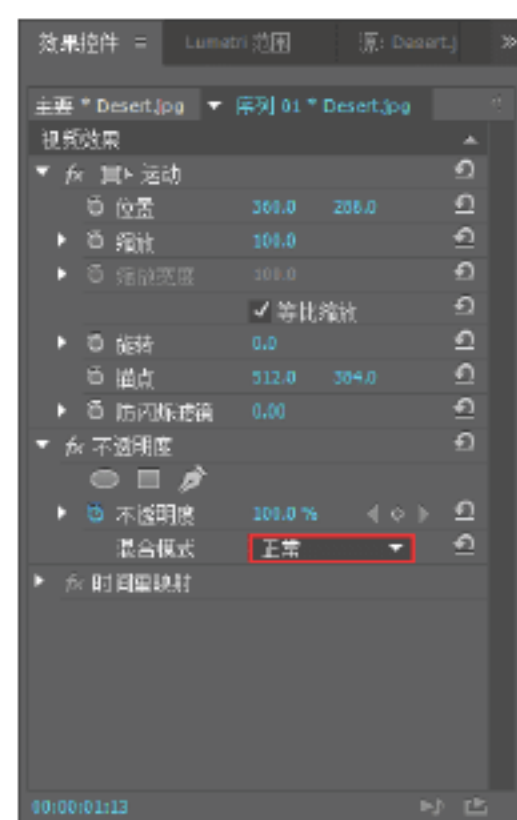 效果控件 Lumetri 范围 源: Desert.j
主要 * Desert.jpg 序列 01 * Desert.jpg
视频效果
fx 运动
位置 360.0 288.0
缩放 100.0
缩放宽度 100.0
等比缩放
旋转 0.0
锚点 512.0 384.0
防闪烁滤镜 0.00
fx 不透明度
不透明度 100.0 %
混合模式 正常
fx 时间重映射
00:00:01:13